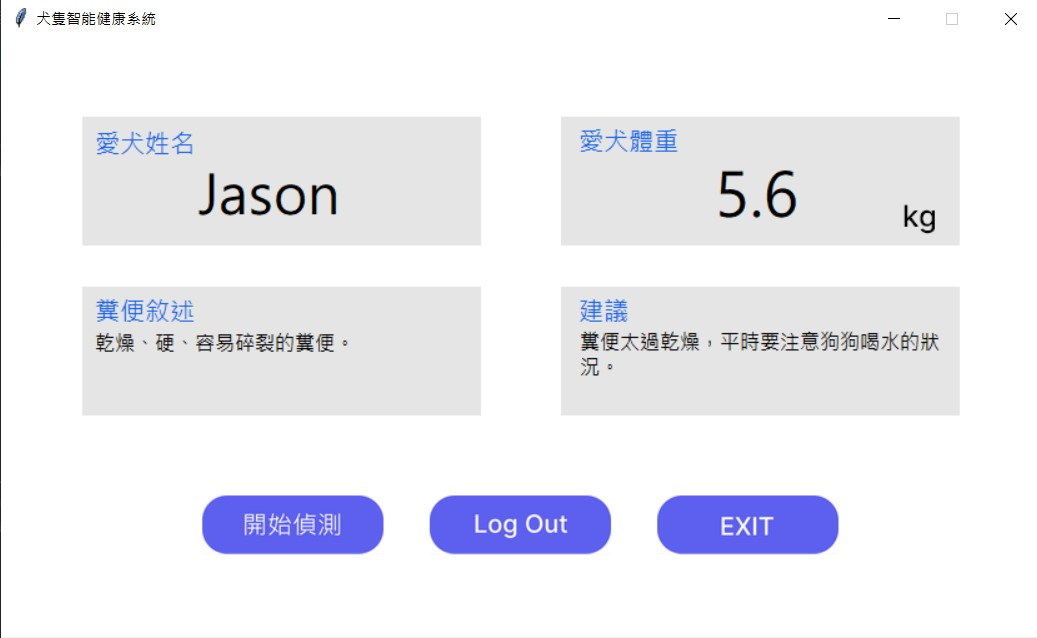 犬隻智能健康系統
愛犬姓名
Jason
愛犬體重
5.6
kg
糞便敘述
乾燥、硬、容易碎裂的糞便。
建議
糞便太過乾燥，平時要注意狗狗喝水的狀
況。
開始偵測
Log Out
EXIT